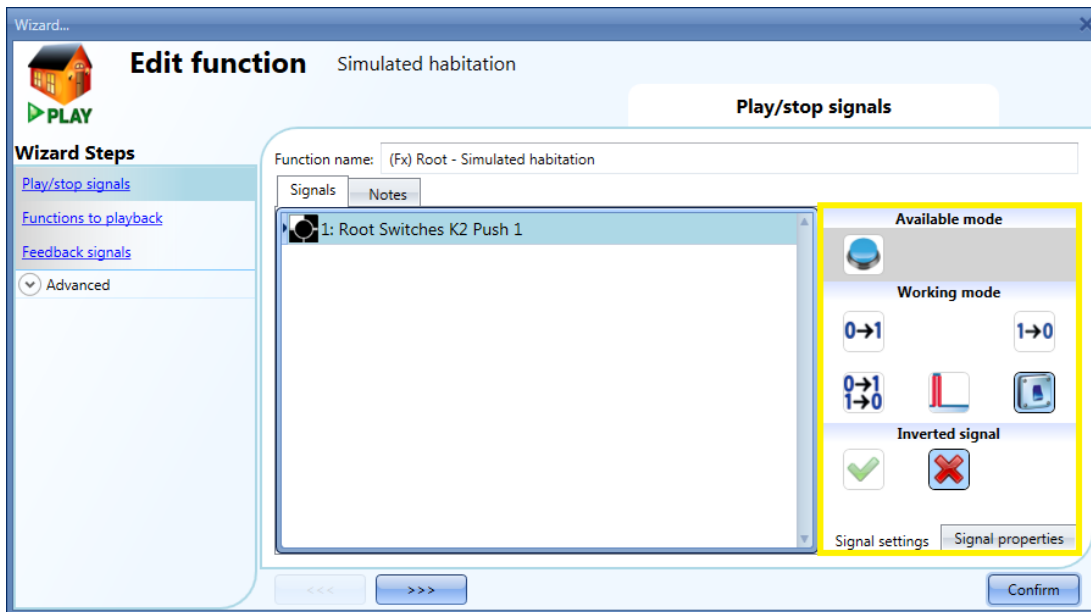 Wizard...
Edit function Simulated habitation
PLAY
Play/stop signals
Wizard Steps
Play/stop signals
Functions to playback
Feedback signals
Advanced
Function name: (Fx) Root - Simulated habitation
Signals Notes
1: Root Switches K2 Push 1
Available mode
Working mode
0→1 1→0
0→1
1→0
Inverted signal
Signal settings Signal properties
<<< >>> Confirm